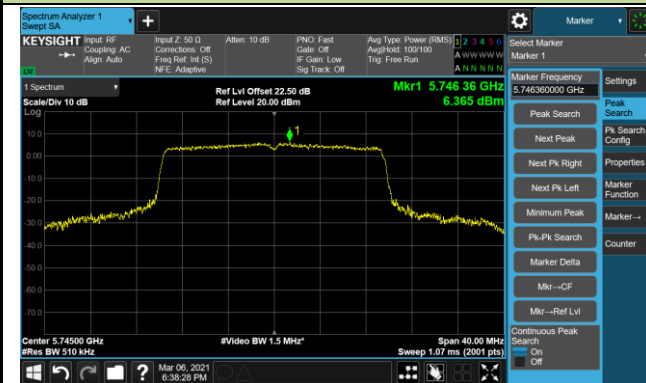 Spectrum Analyzer 1
Swept SA
Marker
KEYSIGHT
Input: RF
Coupling: AC
Align: Auto
Input Z: 50 Ω
Corrections: Off
Freq Ref: Int (S)
NFE: Adaptive
Atten: 10 dB
PNO: Fast
Gate: Off
IF Gain: Low
Sig Track: Off
Avg Type: Power (RMS)
Avg|Hold: 100/100
Trig: Free Run
1 2 3 4 5 6
A W W W W W
A N N N N N
Select Marker
Marker 1
1 Spectrum
Scale/Div 10 dB
Log
Ref Lvl Offset 22.50 dB
Ref Level 20.00 dBm
Mkr1 5.746 36 GHz
6.365 dBm
1
10.0
0.00
-10.0
-20.0
-30.0
-40.0
-50.0
-60.0
-70.0
Center 5.74500 GHz
#Res BW 510 kHz
#Video BW 1.5 MHz*
Span 40.00 MHz
Sweep 1.07 ms (2001 pts)
Marker Frequency
5.746360000 GHz
Peak Search
Next Peak
Next Pk Right
Next Pk Left
Minimum Peak
Pk-Pk Search
Marker Delta
Mkr→CF
Mkr→Ref Lvl
Continuous Peak
Search
On
Off
Settings
Peak
Search
Pk Search
Config
Properties
Marker
Function
Marker→
Counter
Mar 06, 2021
6:38:28 PM